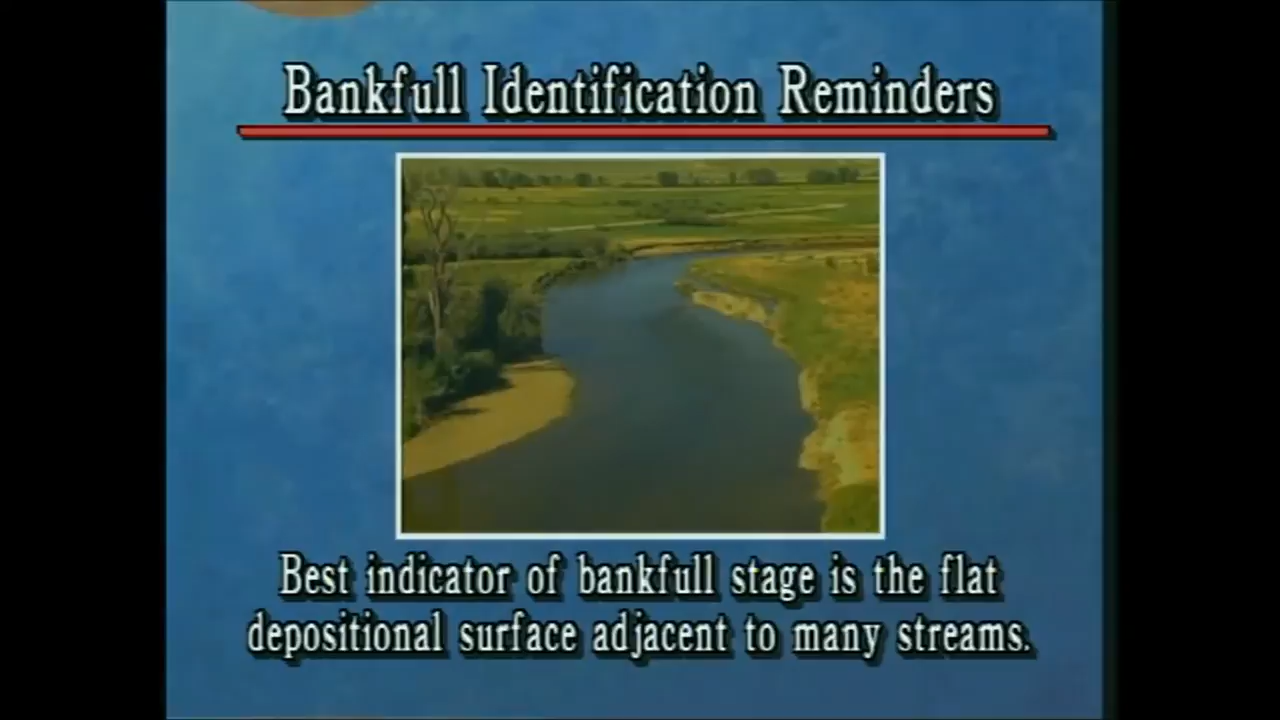 Bankfull Identification Reminders
Best indicator of bankfull stage is the flat
depositional surface adjacent to many streams.